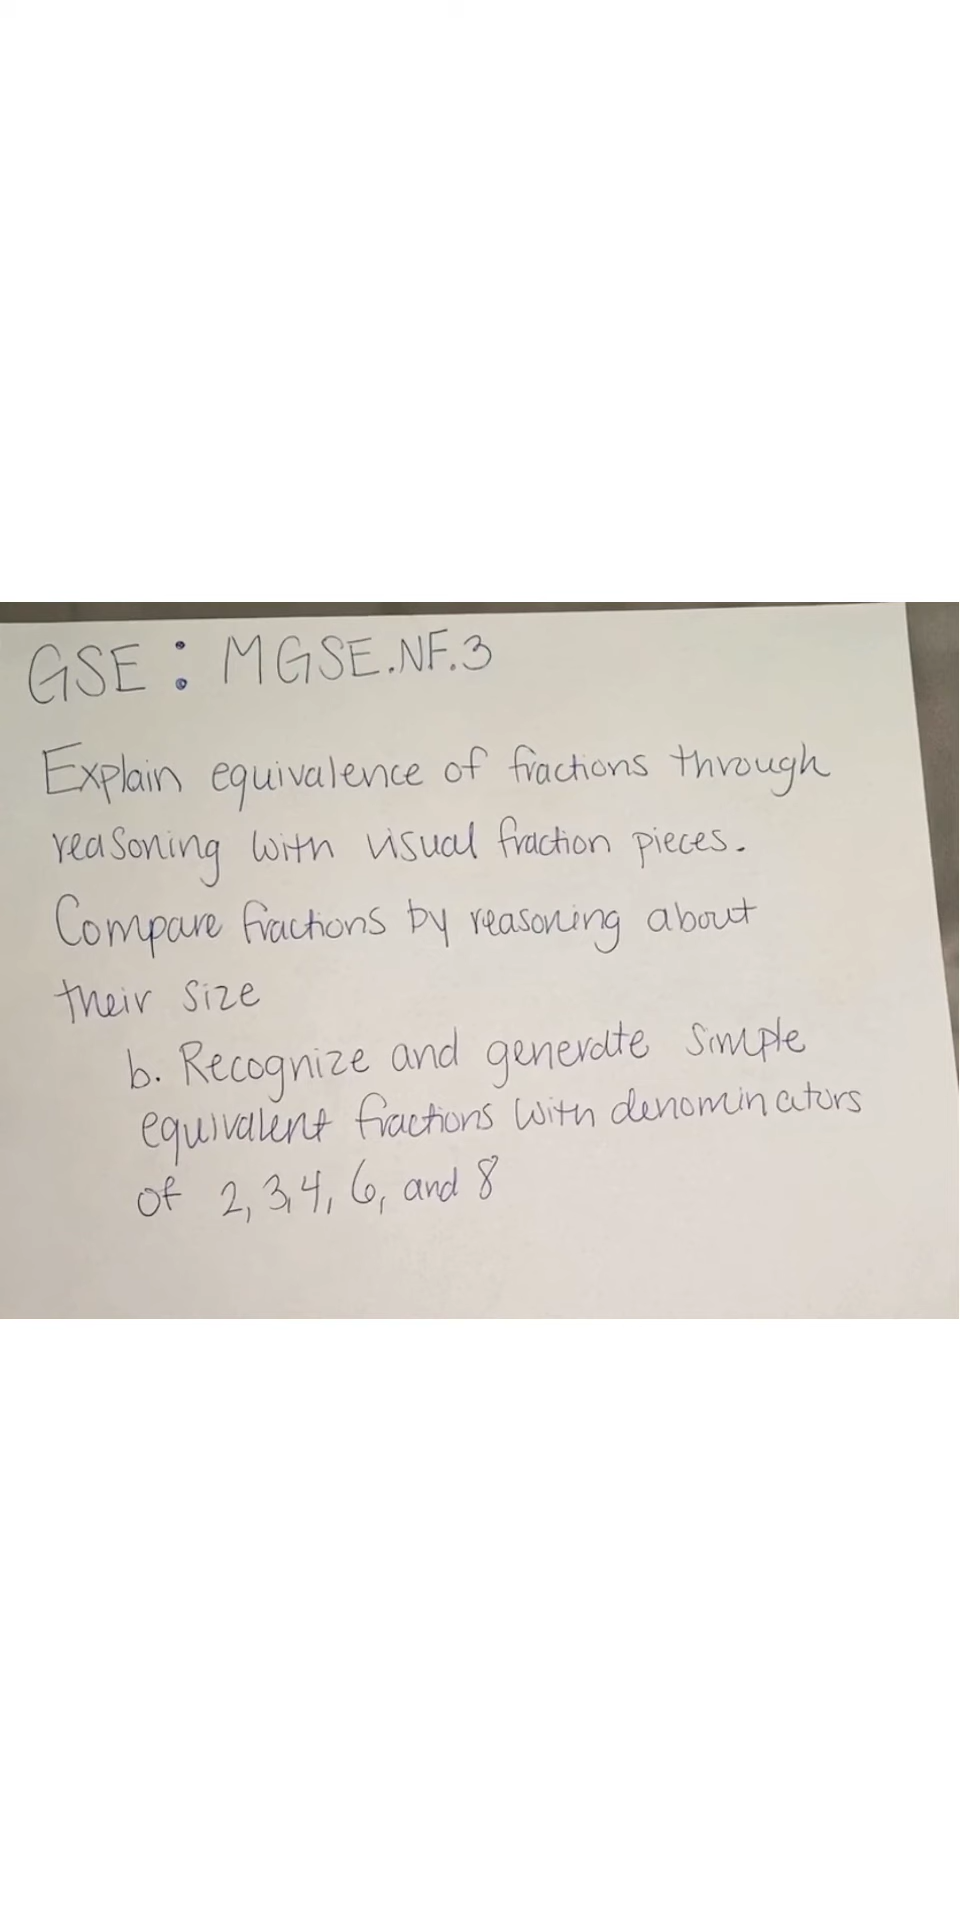 GSE: MGSE.NF.3
Explain equivalence of fractions through
reasoning with visual fraction pieces.
Compare fractions by reasoning about
their size
b. Recognize and generate simple
equivalent fractions with denominators
of 2, 3, 4, 6, and 8